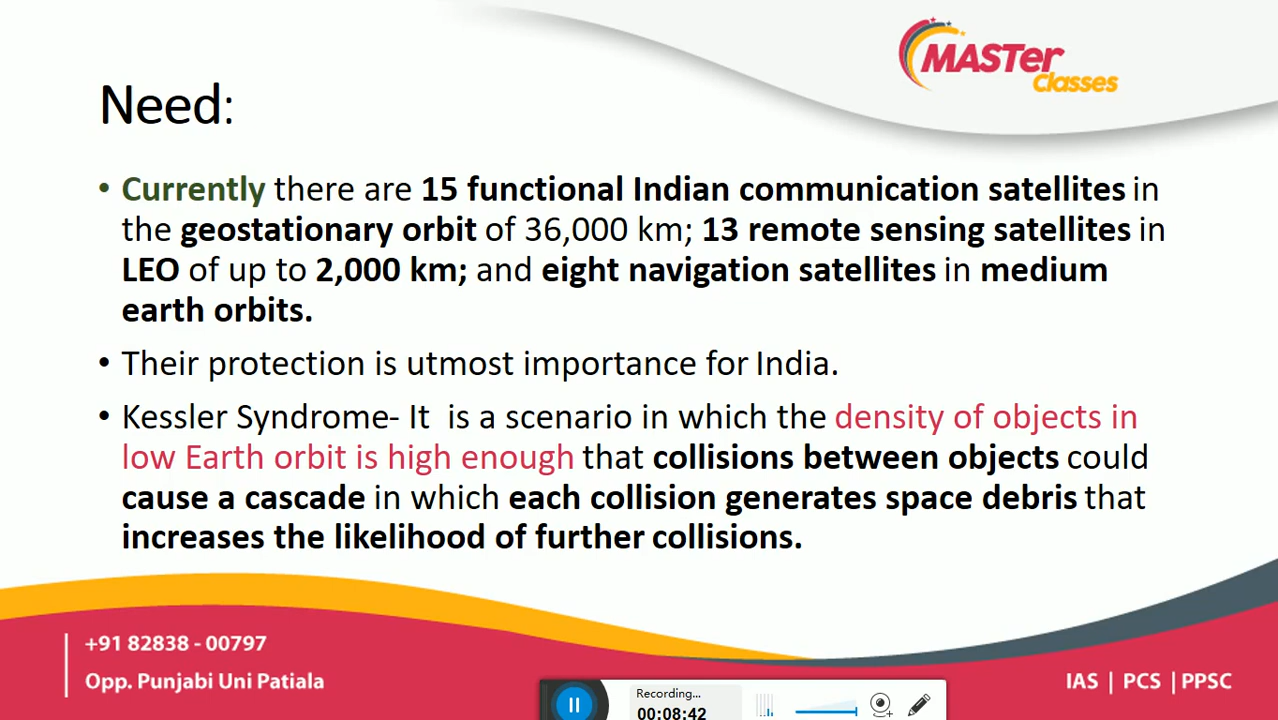 MASTer
Classes
Need:
• Currently there are 15 functional Indian communication satellites in
the geostationary orbit of 36,000 km; 13 remote sensing satellites in
LEO of up to 2,000 km; and eight navigation satellites in medium
earth orbits.
• Their protection is utmost importance for India.
• Kessler Syndrome- It  is a scenario in which the density of objects in
low Earth orbit is high enough that collisions between objects could
cause a cascade in which each collision generates space debris that
increases the likelihood of further collisions.
+91 82838 - 00797
Opp. Punjabi Uni Patiala
IAS | PCS | PPSC
Recording...
00:08:42